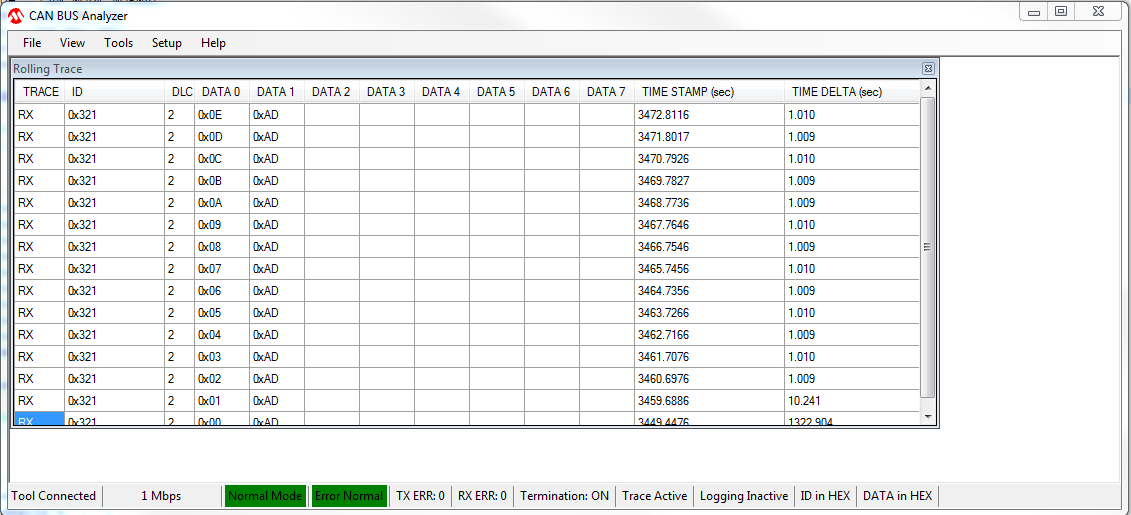 CAN BUS Analyzer
File View Tools Setup Help
Rolling Trace
TRACE ID DLC DATA 0 DATA 1 DATA 2 DATA 3 DATA 4 DATA 5 DATA 6 DATA 7 TIME STAMP (sec) TIME DELTA (sec)
RX 0x321 2 0x0E 0xAD 3472.8116 1.010
RX 0x321 2 0x0D 0xAD 3471.8017 1.009
RX 0x321 2 0x0C 0xAD 3470.7926 1.010
RX 0x321 2 0x0B 0xAD 3469.7827 1.009
RX 0x321 2 0x0A 0xAD 3468.7736 1.009
RX 0x321 2 0x09 0xAD 3467.7646 1.010
RX 0x321 2 0x08 0xAD 3466.7546 1.009
RX 0x321 2 0x07 0xAD 3465.7456 1.010
RX 0x321 2 0x06 0xAD 3464.7356 1.009
RX 0x321 2 0x05 0xAD 3463.7266 1.010
RX 0x321 2 0x04 0xAD 3462.7166 1.009
RX 0x321 2 0x03 0xAD 3461.7076 1.010
RX 0x321 2 0x02 0xAD 3460.6976 1.009
RX 0x321 2 0x01 0xAD 3459.6886 10.241
RX 0x321 2 0x00 0xAD 3449.4476 1322.904
Tool Connected 1 Mbps Normal Mode Error Normal TX ERR: 0 RX ERR: 0 Termination: ON Trace Active Logging Inactive ID in HEX DATA in HEX